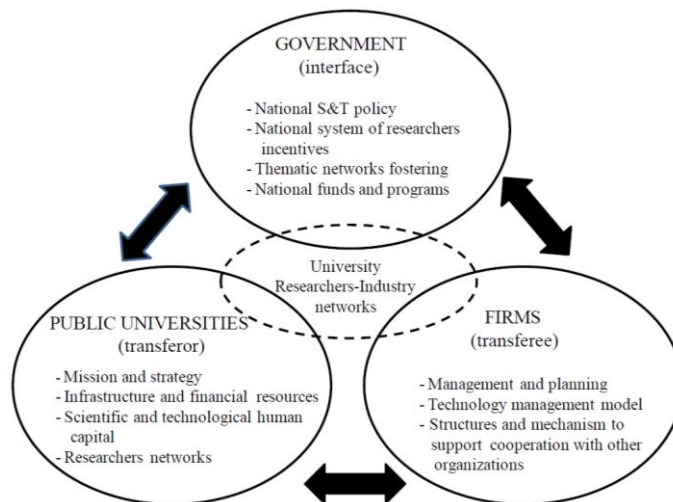 GOVERNMENT
(interface)
- National S&T policy
- National system of researchers
incentives
- Thematic networks fostering
- National funds and programs
University
Researchers-Industry
networks
PUBLIC UNIVERSITIES
(transferor)
- Mission and strategy
- Infrastructure and financial resources
- Scientific and technological human
capital
- Researchers networks
FIRMS
(transferee)
- Management and planning
- Technology management model
- Structures and mechanism to
support cooperation with other
organizations